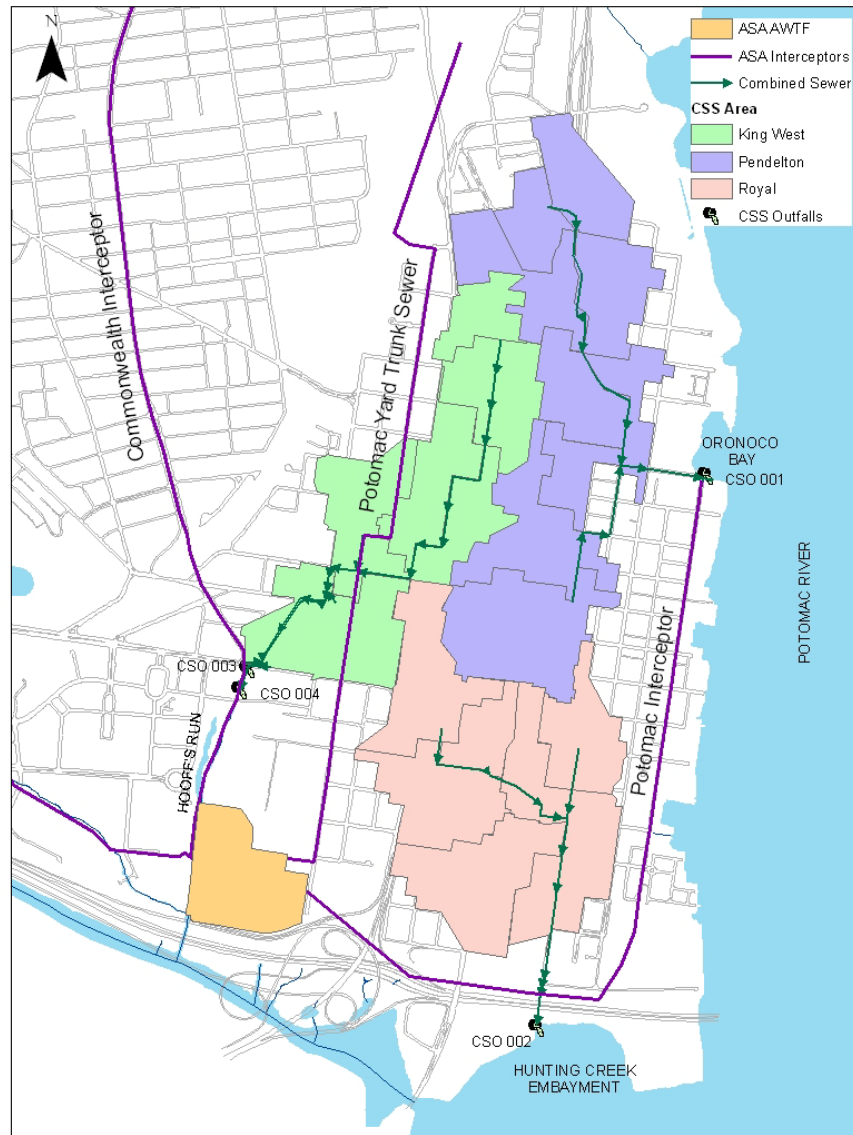 N
ASA AWTF
ASA Interceptors
Combined Sewer
CSS Area
King West
Pendelton
Royal
CSS Outfalls
Commonwealth Interceptor
Potomac Yard Trunk Sewer
ORONOCO
BAY
CSO 001
POTOMAC RIVER
Potomac Interceptor
CSO 003
CSO 004
HOOFF'S RUN
CSO 002
HUNTING CREEK
EMBAYMENT